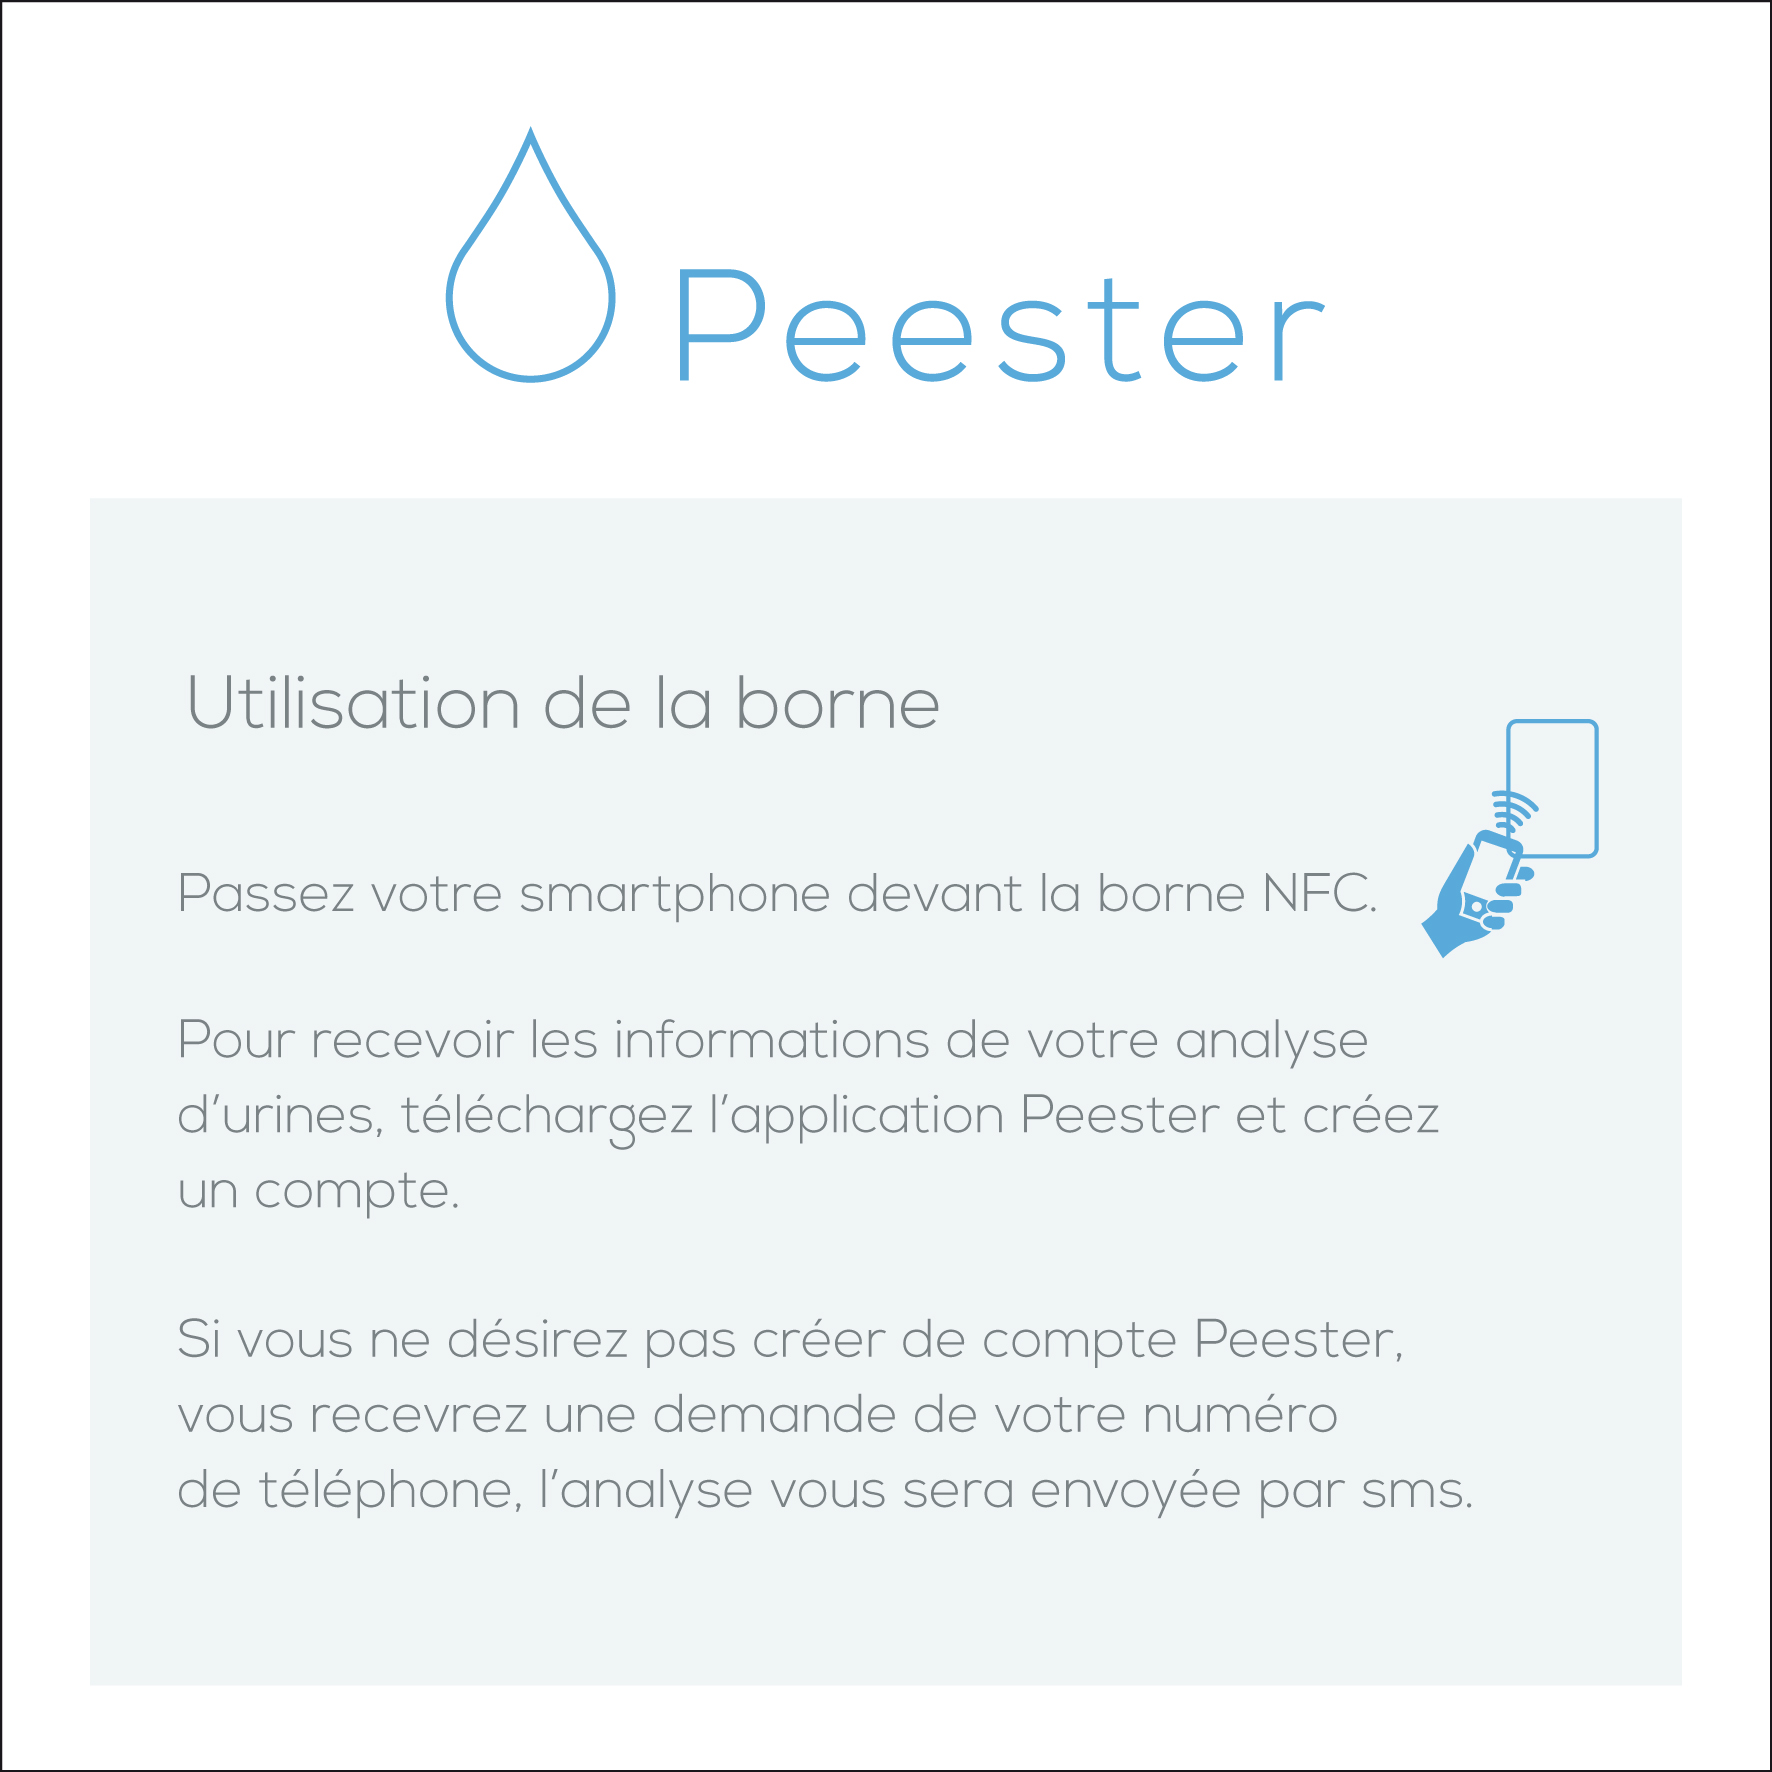 Peester
Utilisation de la borne
Passez votre smartphone devant la borne NFC.
Pour recevoir les informations de votre analyse
d’urines, téléchargez l’application Peester et créez
un compte.
Si vous ne désirez pas créer de compte Peester,
vous recevrez une demande de votre numéro
de téléphone, l’analyse vous sera envoyée par sms.